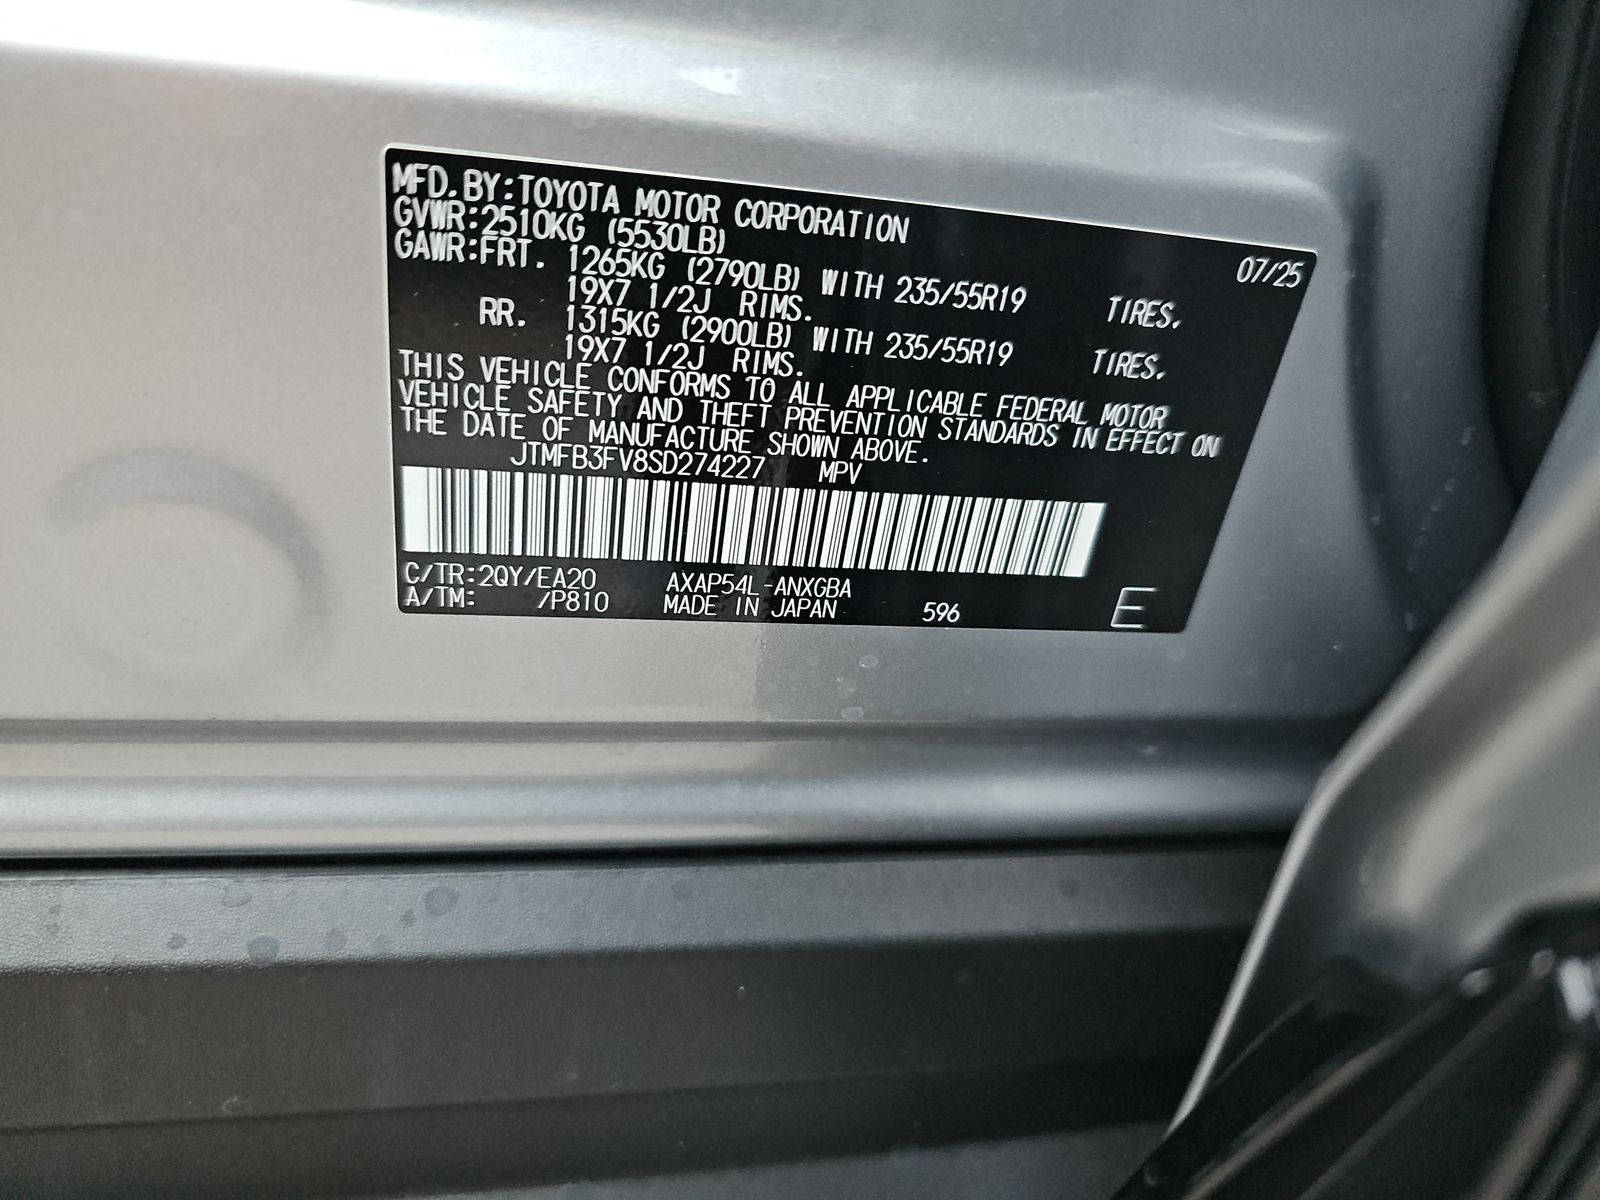 MFD. BY:TOYOTA MOTOR CORPORATION 07/25
GVWR:2510KG (5530LB)
GAWR:FRT. 1265KG (2790LB) WITH 235/55R19 TIRES.
19X7 1/2J RIMS.
RR. 1315KG (2900LB) WITH 235/55R19 TIRES.
19X7 1/2J RIMS.
THIS VEHICLE CONFORMS TO ALL APPLICABLE FEDERAL MOTOR
VEHICLE SAFETY AND THEFT PREVENTION STANDARDS IN EFFECT ON
THE DATE OF MANUFACTURE SHOWN ABOVE.
JTMFB3FV8SD274227 MPV
C/TR:2QY/EA20 AXAP54L-ANXGBA
A/TM: /P810 MADE IN JAPAN 596 E